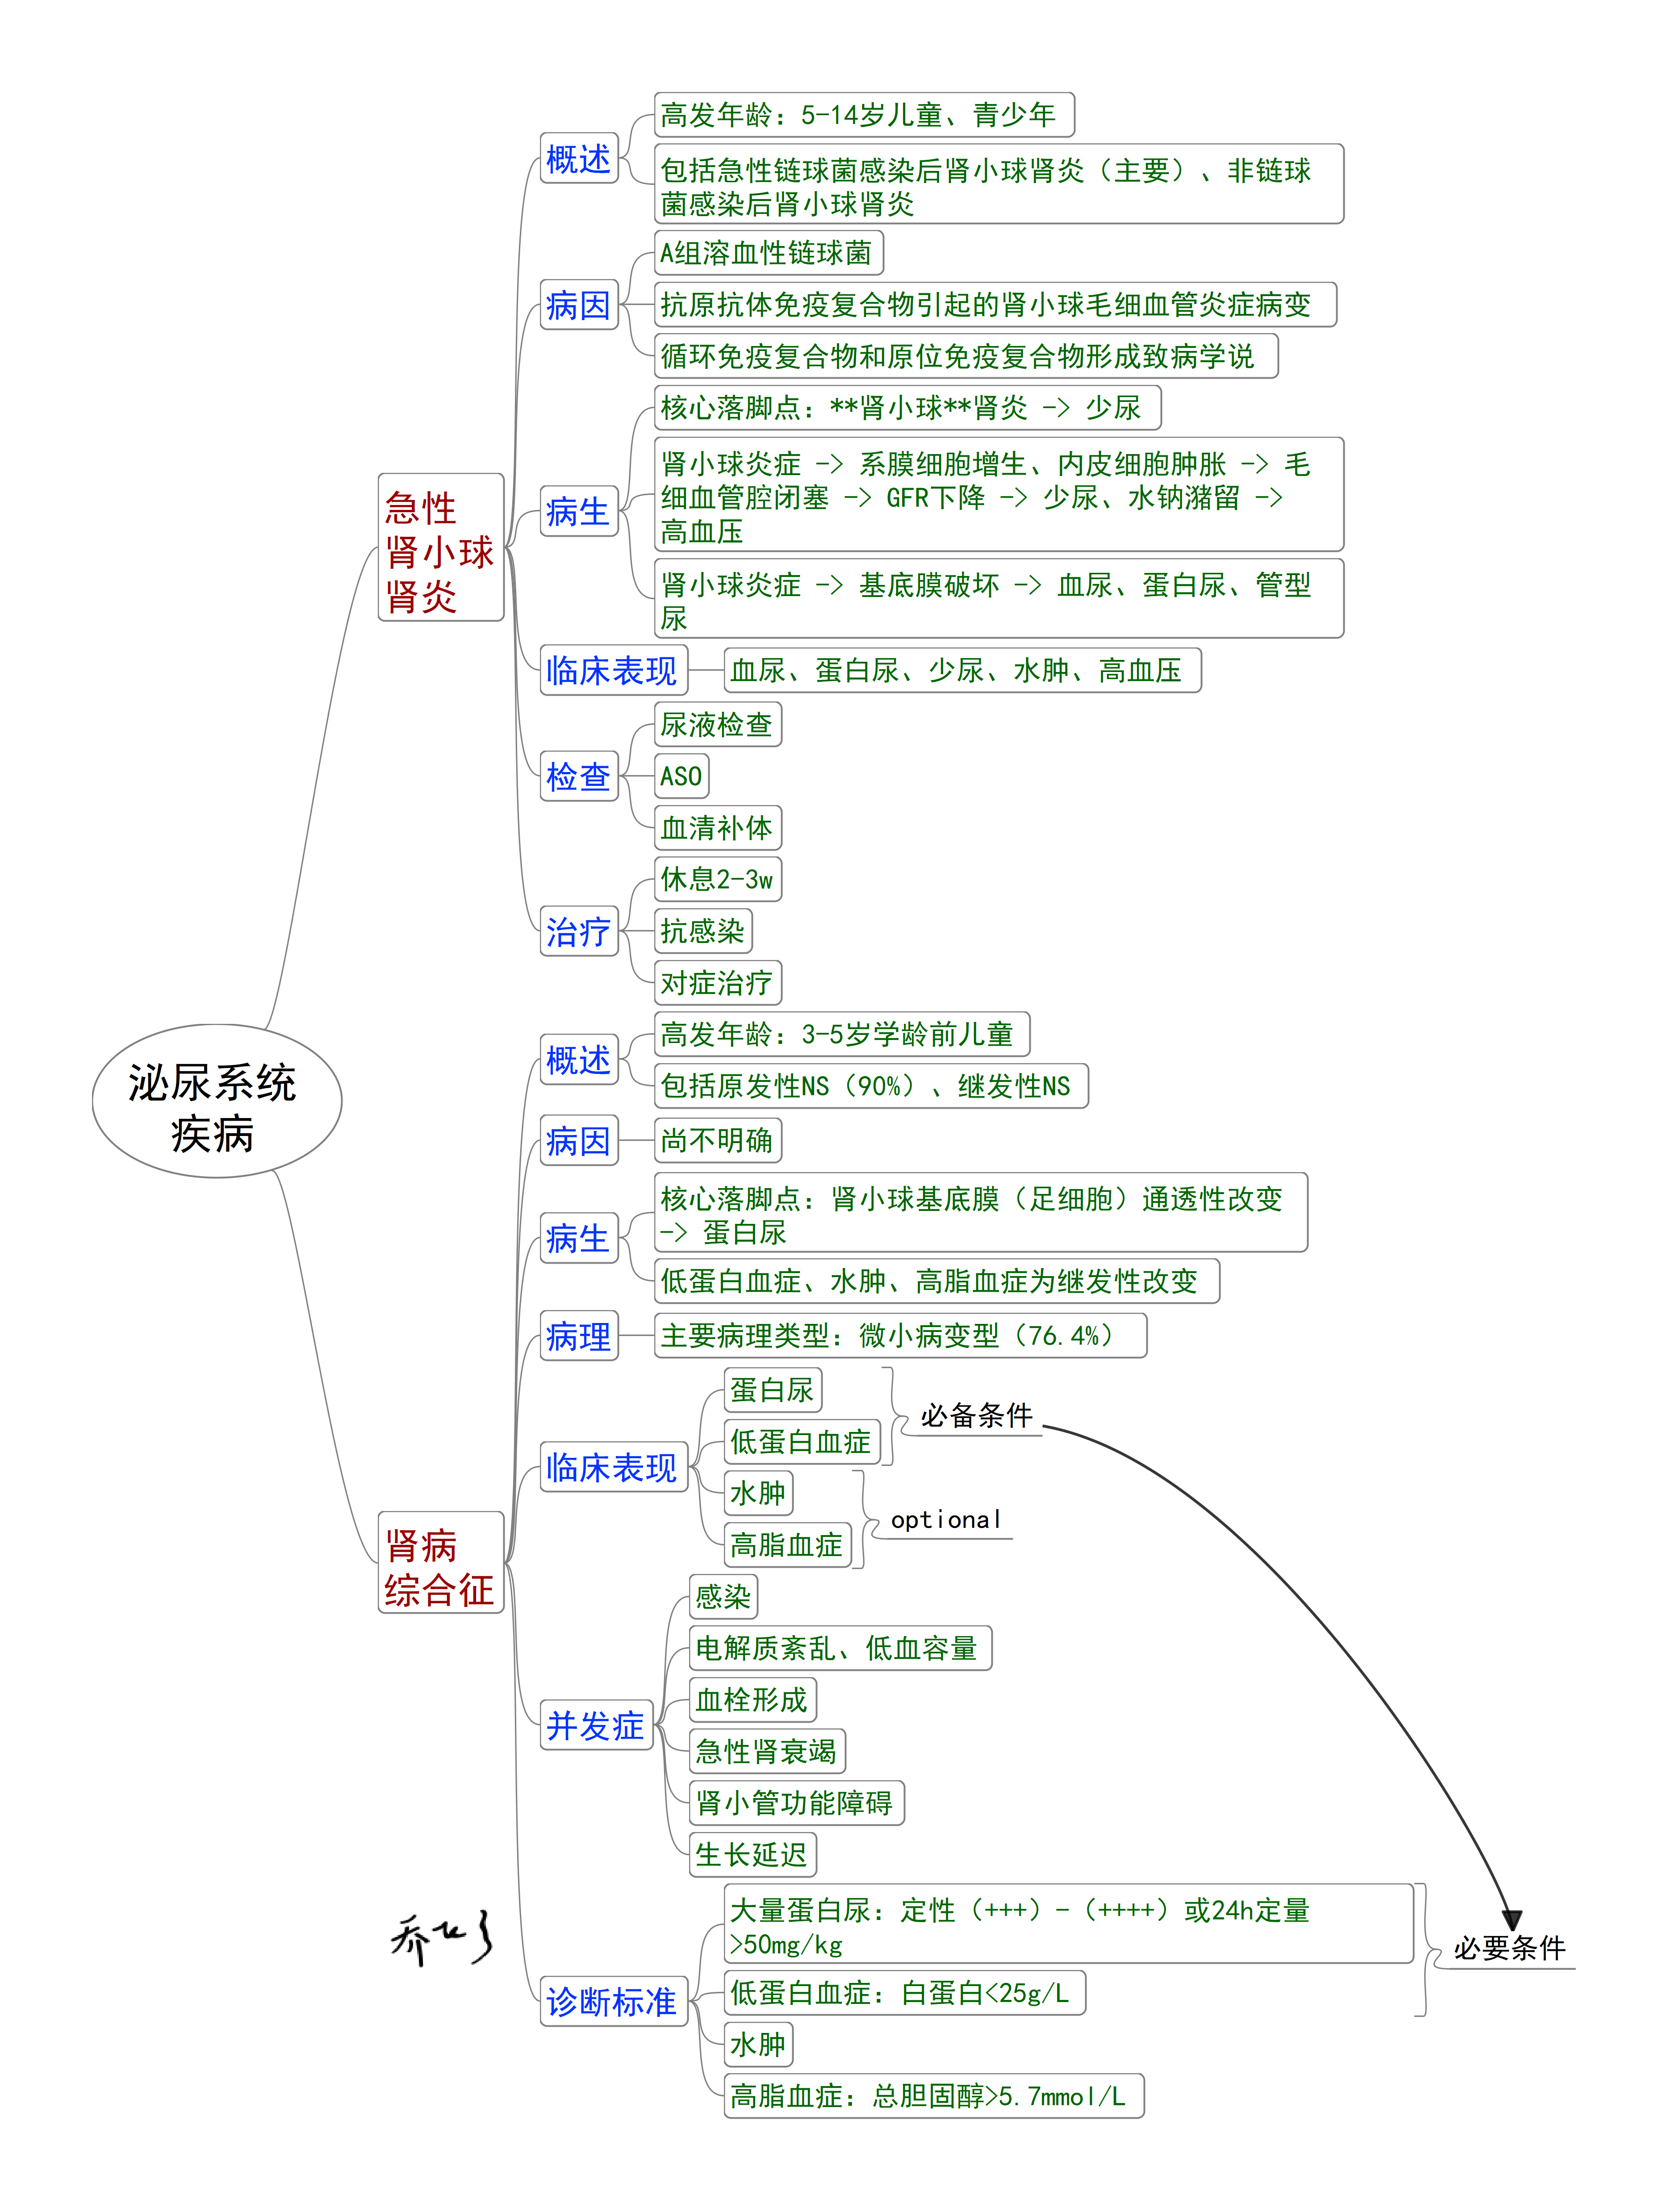 泌尿系统
疾病
急性
肾小球
肾炎
概述
高发年龄：5-14岁儿童、青少年
包括急性链球菌感染后肾小球肾炎（主要）、非链球
菌感染后肾小球肾炎
病因
A组溶血性链球菌
抗原抗体免疫复合物引起的肾小球毛细血管炎症病变
循环免疫复合物和原位免疫复合物形成致病学说
病生
核心落脚点：**肾小球**肾炎 -> 少尿
肾小球炎症 -> 系膜细胞增生、内皮细胞肿胀 -> 毛
细血管腔闭塞 -> GFR下降 -> 少尿、水钠潴留 ->
高血压
肾小球炎症 -> 基底膜破坏 -> 血尿、蛋白尿、管型
尿
临床表现
血尿、蛋白尿、少尿、水肿、高血压
检查
尿液检查
ASO
血清补体
治疗
休息2-3w
抗感染
对症治疗
肾病
综合征
概述
高发年龄：3-5岁学龄前儿童
包括原发性NS（90%）、继发性NS
病因
尚不明确
病生
核心落脚点：肾小球基底膜（足细胞）通透性改变
-> 蛋白尿
低蛋白血症、水肿、高脂血症为继发性改变
病理
主要病理类型：微小病变型（76.4%）
临床表现
蛋白尿
低蛋白血症
必备条件
水肿
高脂血症
optional
并发症
感染
电解质紊乱、低血容量
血栓形成
急性肾衰竭
肾小管功能障碍
生长延迟
诊断标准
大量蛋白尿：定性（+++）-（++++）或24h定量
>50mg/kg
低蛋白血症：白蛋白<25g/L
必要条件
水肿
高脂血症：总胆固醇>5.7mmol/L